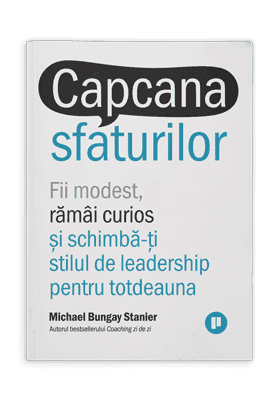 Capcana
sfaturilor
Fii modest,
rămâi curios
și schimbă-ți
stilul de leadership
pentru totdeauna
Michael Bungay Stanier
Autorul bestsellerului Coaching zi de zi
p